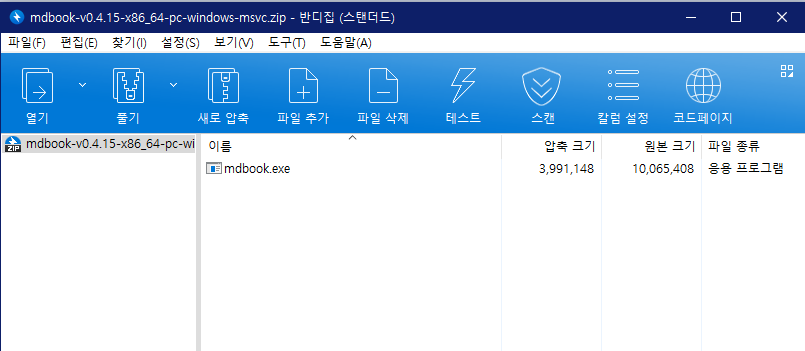 mdbook-v0.4.15-x86_64-pc-windows-msvc.zip - 반디집 (스탠더드)
파일(F) 편집(E) 찾기(I) 설정(S) 보기(V) 도구(T) 도움말(A)
열기 풀기 새로 압축 파일 추가 파일 삭제 테스트 스캔 칼럼 설정 코드페이지
ZIP mdbook-v0.4.15-x86_64-pc-wi
이름 압축 크기 원본 크기 파일 종류
mdbook.exe 3,991,148 10,065,408 응용 프로그램